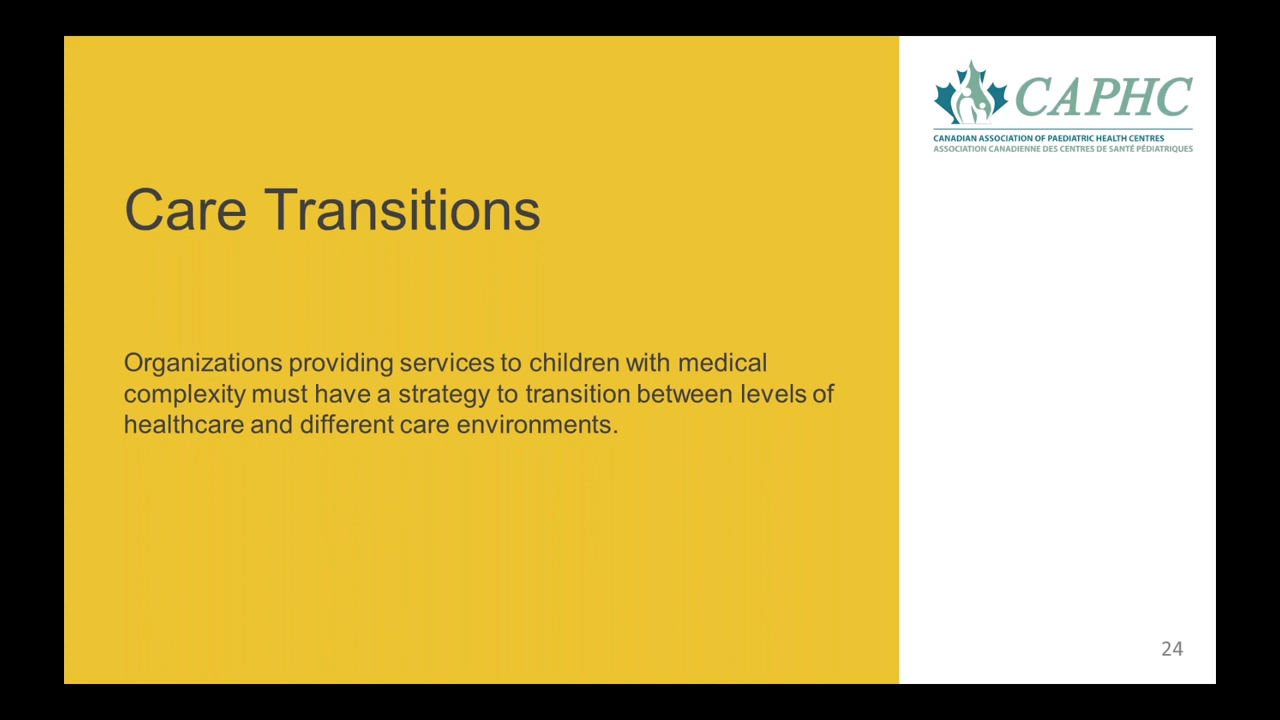 CAPHC
CANADIAN ASSOCIATION OF PAEDIATRIC HEALTH CENTRES
ASSOCIATION CANADIENNE DES CENTRES DE SANTÉ PÉDIATRIQUES
Care Transitions
Organizations providing services to children with medical
complexity must have a strategy to transition between levels of
healthcare and different care environments.
24